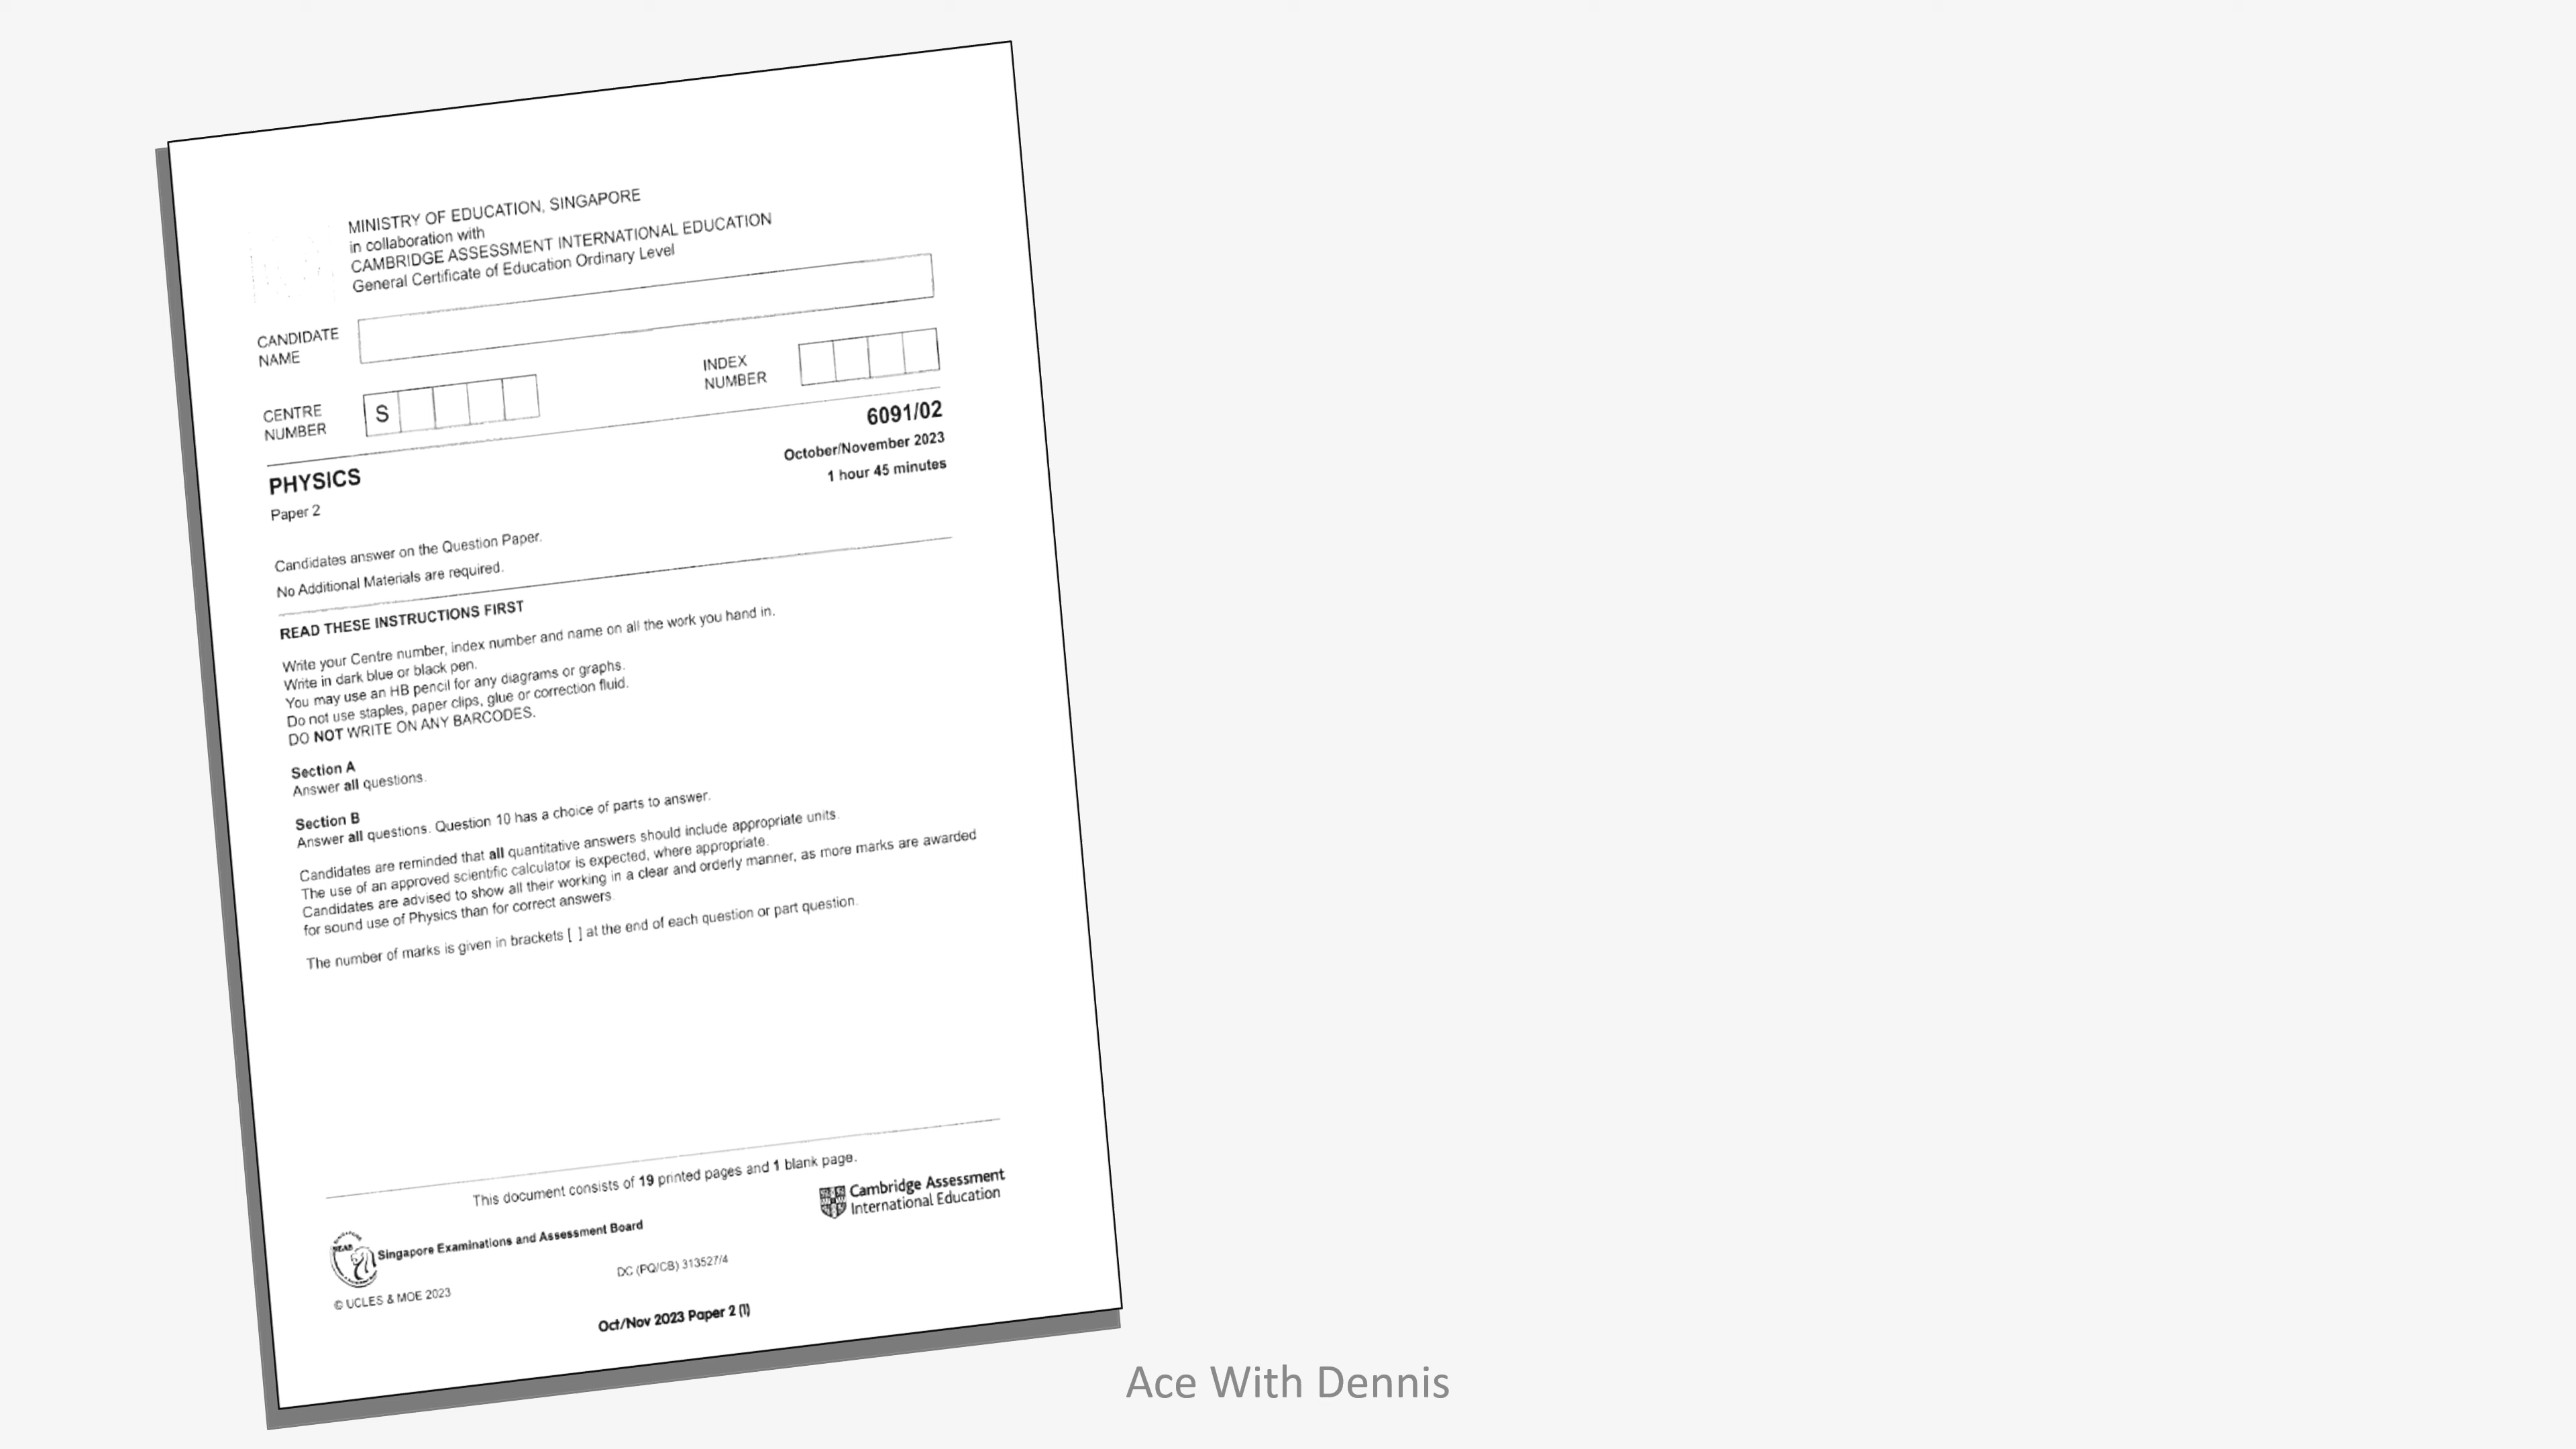 MINISTRY OF EDUCATION, SINGAPORE
in collaboration with
CAMBRIDGE ASSESSMENT INTERNATIONAL EDUCATION
General Certificate of Education Ordinary Level
CANDIDATE
NAME
CENTRE
NUMBER
S
INDEX
NUMBER
PHYSICS
6091/02
Paper 2
October/November 2023
1 hour 45 minutes
Candidates answer on the Question Paper.
No Additional Materials are required.
READ THESE INSTRUCTIONS FIRST
Write your Centre number, index number and name on all the work you hand in.
Write in dark blue or black pen.
You may use an HB pencil for any diagrams or graphs.
Do not use staples, paper clips, glue or correction fluid.
DO NOT WRITE ON ANY BARCODES.
Section A
Answer all questions.
Section B
Answer all questions. Question 10 has a choice of parts to answer.
Candidates are reminded that all quantitative answers should include appropriate units.
The use of an approved scientific calculator is expected, where appropriate.
Candidates are advised to show all their working in a clear and orderly manner, as more marks are awarded
for sound use of Physics than for correct answers.
The number of marks is given in brackets [ ] at the end of each question or part question.
This document consists of 19 printed pages and 1 blank page.
Singapore Examinations and Assessment Board
Cambridge Assessment
International Education
DC (PQ/CB) 313527/4
© UCLES & MOE 2023
Oct/Nov 2023 Paper 2 (1)
Ace With Dennis